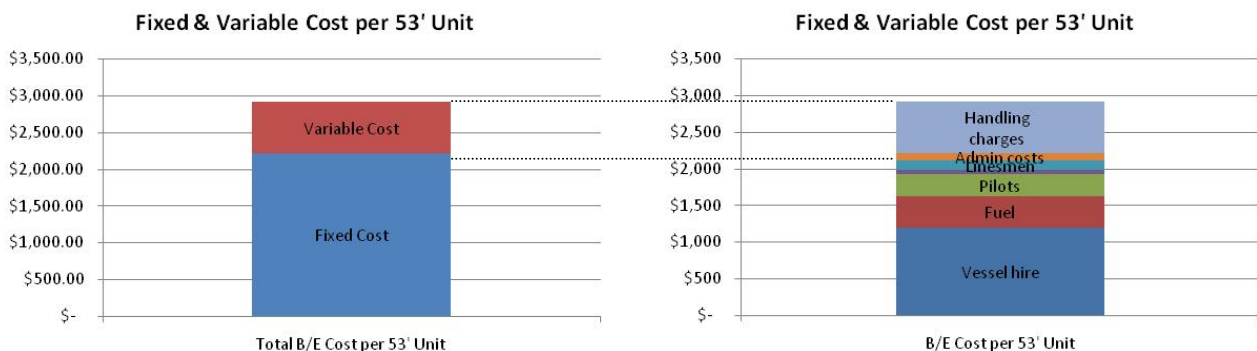 Fixed & Variable Cost per 53' Unit
$3,500.00
$3,000.00
$2,500.00
$2,000.00
$1,500.00
$1,000.00
$500.00
$-
Variable Cost
Fixed Cost
Total B/E Cost per 53' Unit
Fixed & Variable Cost per 53' Unit
$3,500
$3,000
$2,500
$2,000
$1,500
$1,000
$500
$-
Handling
charges
Admin costs
Linesmen
Pilots
Fuel
Vessel hire
B/E Cost per 53' Unit